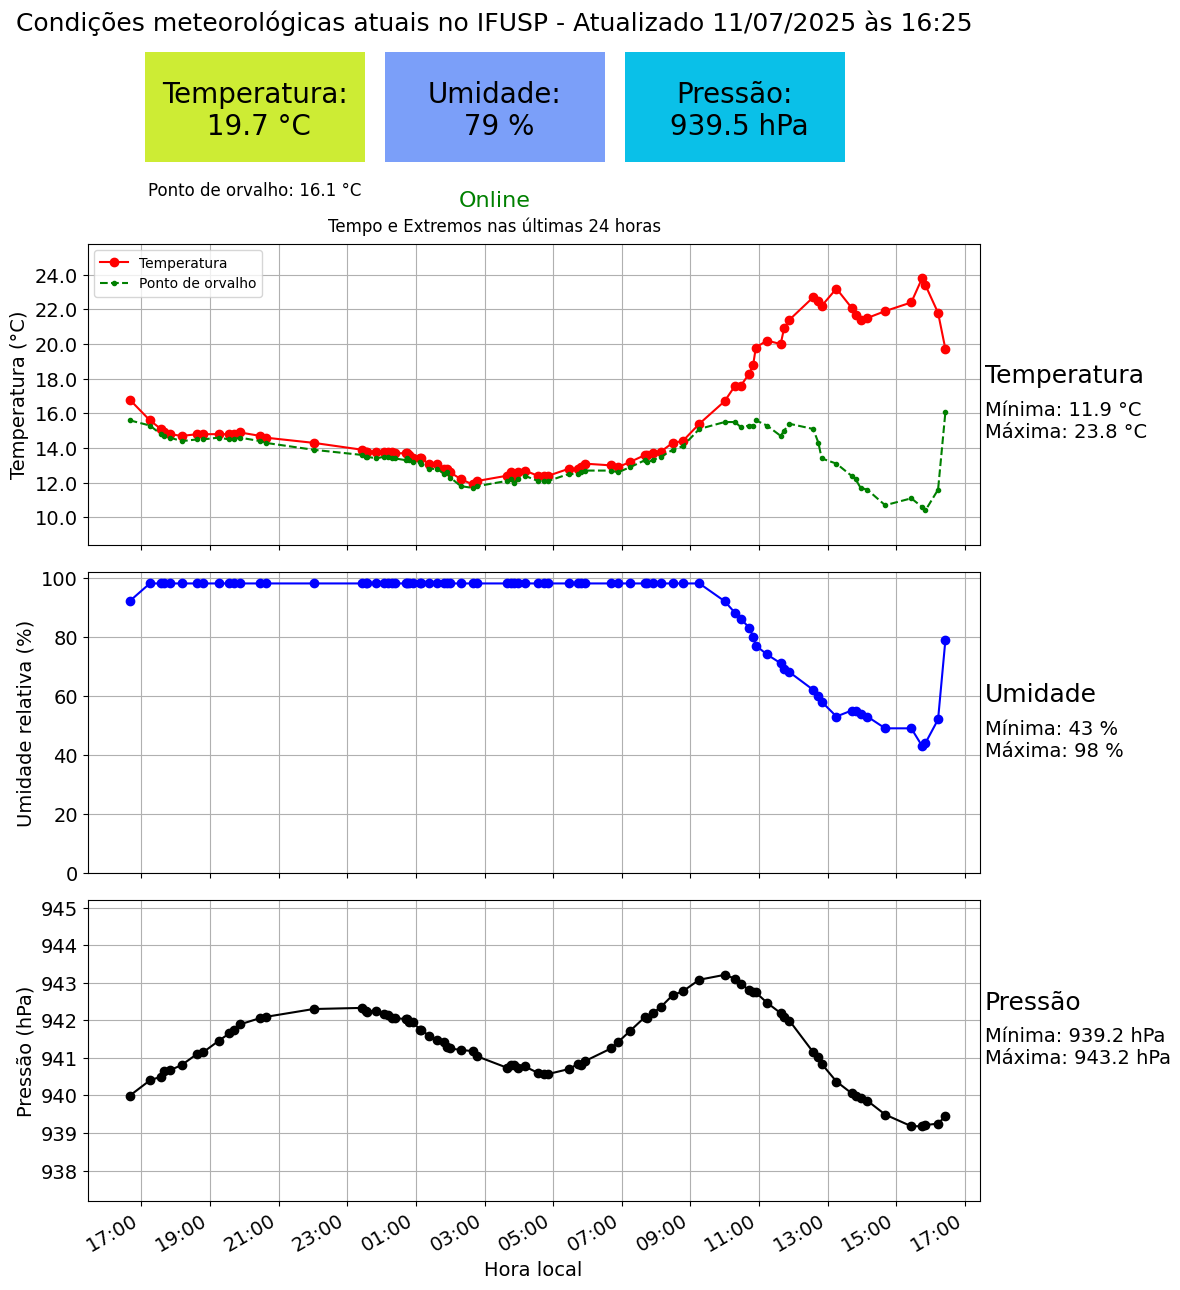 Condições meteorológicas atuais no IFUSP - Atualizado 11/07/2025 às 16:25
Temperatura:
19.7 °C
Umidade:
79 %
Pressão:
939.5 hPa
Ponto de orvalho: 16.1 °C
Online
Tempo e Extremos nas últimas 24 horas
Temperatura
Ponto de orvalho
24.0
22.0
20.0
18.0
16.0
14.0
12.0
10.0
Temperatura (°C)
Temperatura
Mínima: 11.9 °C
Máxima: 23.8 °C
100
80
60
40
20
0
Umidade relativa (%)
Umidade
Mínima: 43 %
Máxima: 98 %
945
944
943
942
941
940
939
938
Pressão (hPa)
Pressão
Mínima: 939.2 hPa
Máxima: 943.2 hPa
17:00
19:00
21:00
23:00
01:00
03:00
05:00
07:00
09:00
11:00
13:00
15:00
17:00
Hora local